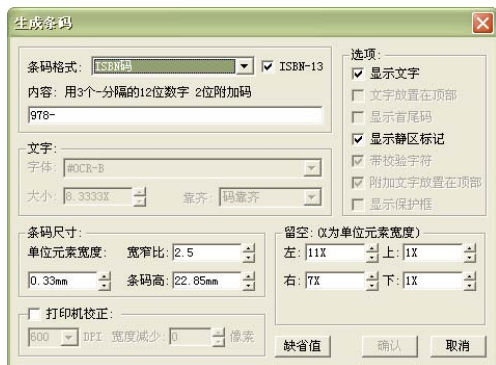 生成条码
条码格式: ISBN码 ISBN-13
内容: 用3个-分隔的12位数字 2位附加码
978-
文字:
字体: #OCR-B
大小: 8.3333X 靠齐: 码靠齐
选项:
显示文字
文字放置在顶部
显示首尾码
显示静区标记
带校验字符
附加文字放置在顶部
显示保护框
条码尺寸:
单位元素宽度: 宽窄比: 2.5
0.33mm 条码高: 22.85mm
留空: (X为单位元素宽度)
左: 11X 上: 1X
右: 7X 下: 1X
打印机校正:
600 DPI 宽度减少: 0 像素
缺省值 确认 取消